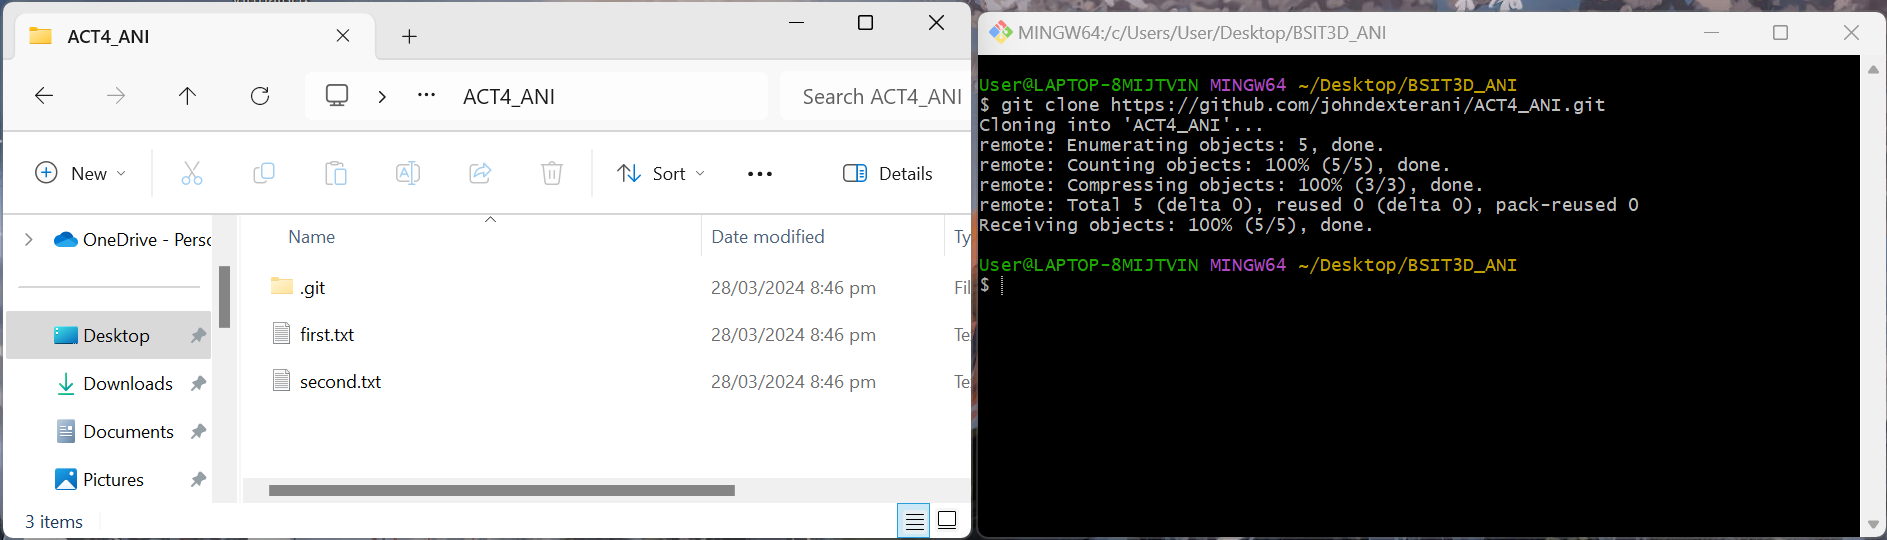 ACT4_ANI
ACT4_ANI
Search ACT4_ANI
New
Sort
Details
OneDrive - Persc
Desktop
Downloads
Documents
Pictures
Name Date modified Ty
.git 28/03/2024 8:46 pm Fil
first.txt 28/03/2024 8:46 pm Te
second.txt 28/03/2024 8:46 pm Te
3 items
MINGW64:/c/Users/User/Desktop/BSIT3D_ANI
User@LAPTOP-8MIJTVIN MINGW64 ~/Desktop/BSIT3D_ANI
$ git clone https://github.com/johndexterani/ACT4_ANI.git
Cloning into 'ACT4_ANI'...
remote: Enumerating objects: 5, done.
remote: Counting objects: 100% (5/5), done.
remote: Compressing objects: 100% (3/3), done.
remote: Total 5 (delta 0), reused 0 (delta 0), pack-reused 0
Receiving objects: 100% (5/5), done.
User@LAPTOP-8MIJTVIN MINGW64 ~/Desktop/BSIT3D_ANI
$